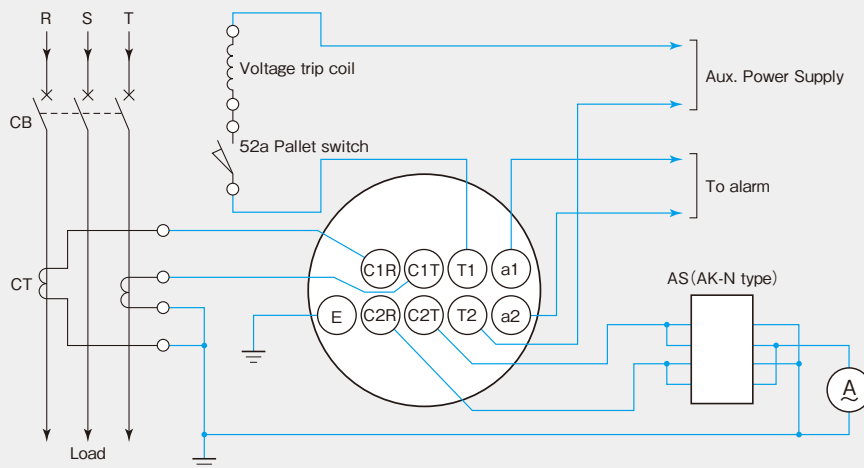 R S T
Voltage trip coil
Aux. Power Supply
CB
52a Pallet switch
To alarm
C1R C1T T1 a1
CT
AS(AK-N type)
E C2R C2T T2 a2
A
Load